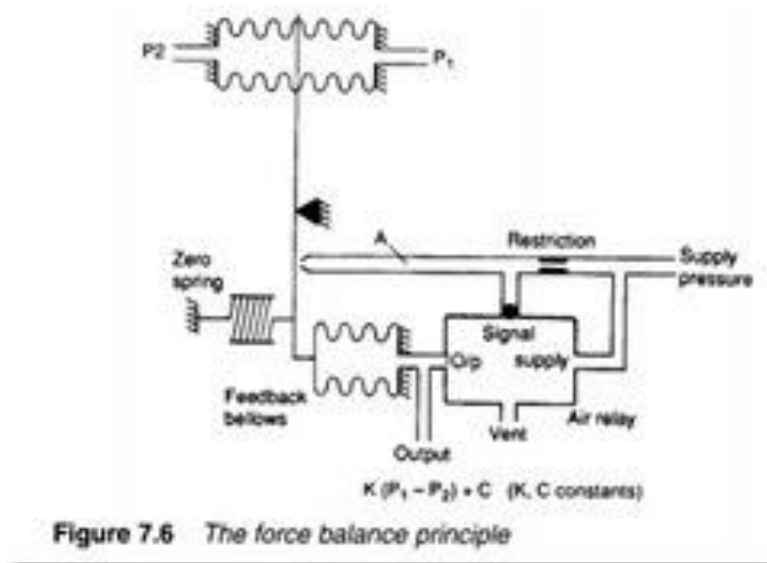 P2
P₁
A
Restriction
Supply
pressure
Zero
spring
Signal
O/p
supply
Feedback
bellows
Air relay
Vent
Output
K (P₁ – P₂) + C (K, C constants)
Figure 7.6 The force balance principle